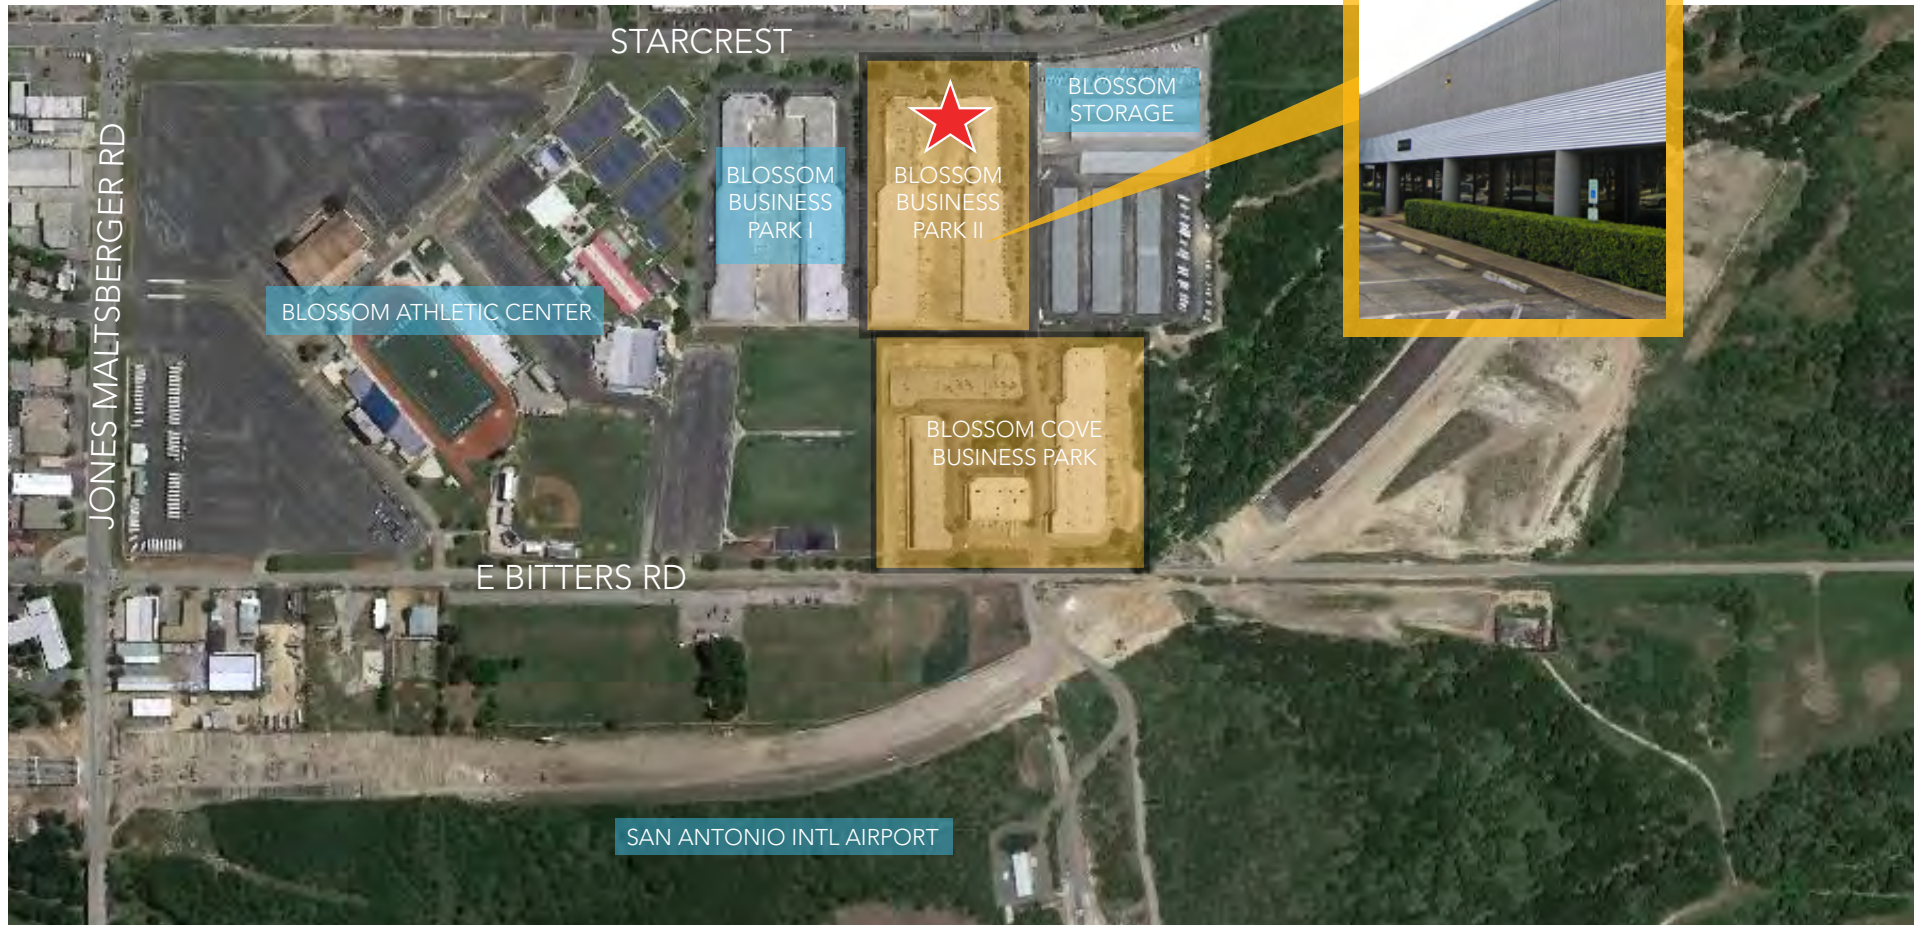 STARCREST
BLOSSOM
STORAGE
BLOSSOM
BUSINESS
PARK I
BLOSSOM
BUSINESS
PARK II
JONES MALTSBERGER RD
BLOSSOM ATHLETIC CENTER
BLOSSOM COVE
BUSINESS PARK
E BITTERS RD
SAN ANTONIO INTL AIRPORT